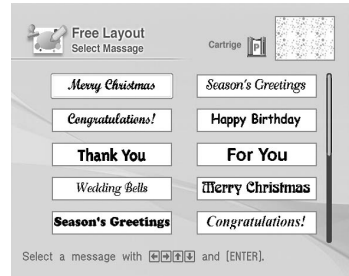 Free Layout
Select Massage
Cartrige P
Merry Christmas
Season's Greetings
Congratulations!
Happy Birthday
Thank You
For You
Wedding Bells
Merry Christmas
Season's Greetings
Congratulations!
Select a message with ←→↑↓ and [ENTER].